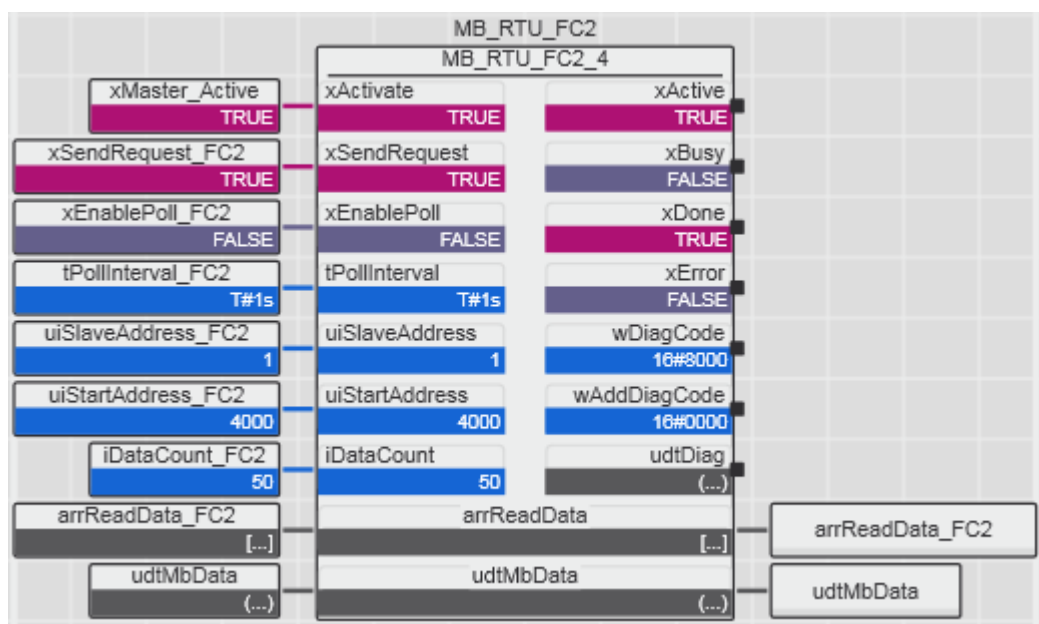 MB_RTU_FC2
MB_RTU_FC2_4
xMaster_Active xActivate xActive
TRUE TRUE TRUE
xSendRequest_FC2 xSendRequest xBusy
TRUE TRUE FALSE
xEnablePoll_FC2 xEnablePoll xDone
FALSE FALSE TRUE
tPollInterval_FC2 tPollInterval xError
T#1s T#1s FALSE
uiSlaveAddress_FC2 uiSlaveAddress wDiagCode
1 1 16#8000
uiStartAddress_FC2 uiStartAddress wAddDiagCode
4000 4000 16#0000
iDataCount_FC2 iDataCount udtDiag
50 50 (...)
arrReadData_FC2 arrReadData arrReadData_FC2
[...] [...]
udtMbData udtMbData udtMbData
(...) (...)